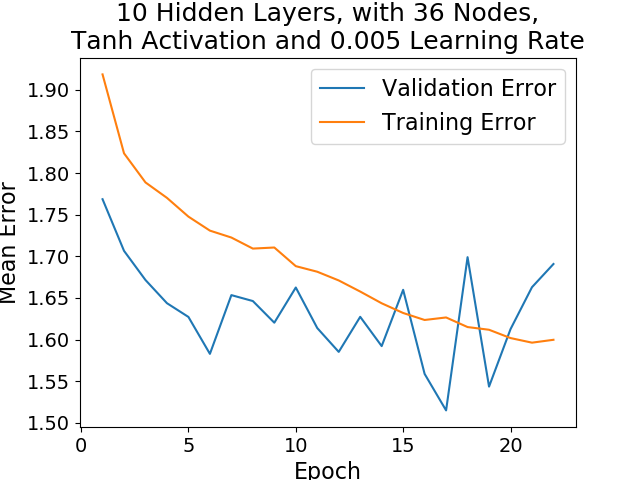 10 Hidden Layers, with 36 Nodes,
Tanh Activation and 0.005 Learning Rate
Validation Error
Training Error
Mean Error
1.90
1.85
1.80
1.75
1.70
1.65
1.60
1.55
1.50
0
5
10
15
20
Epoch